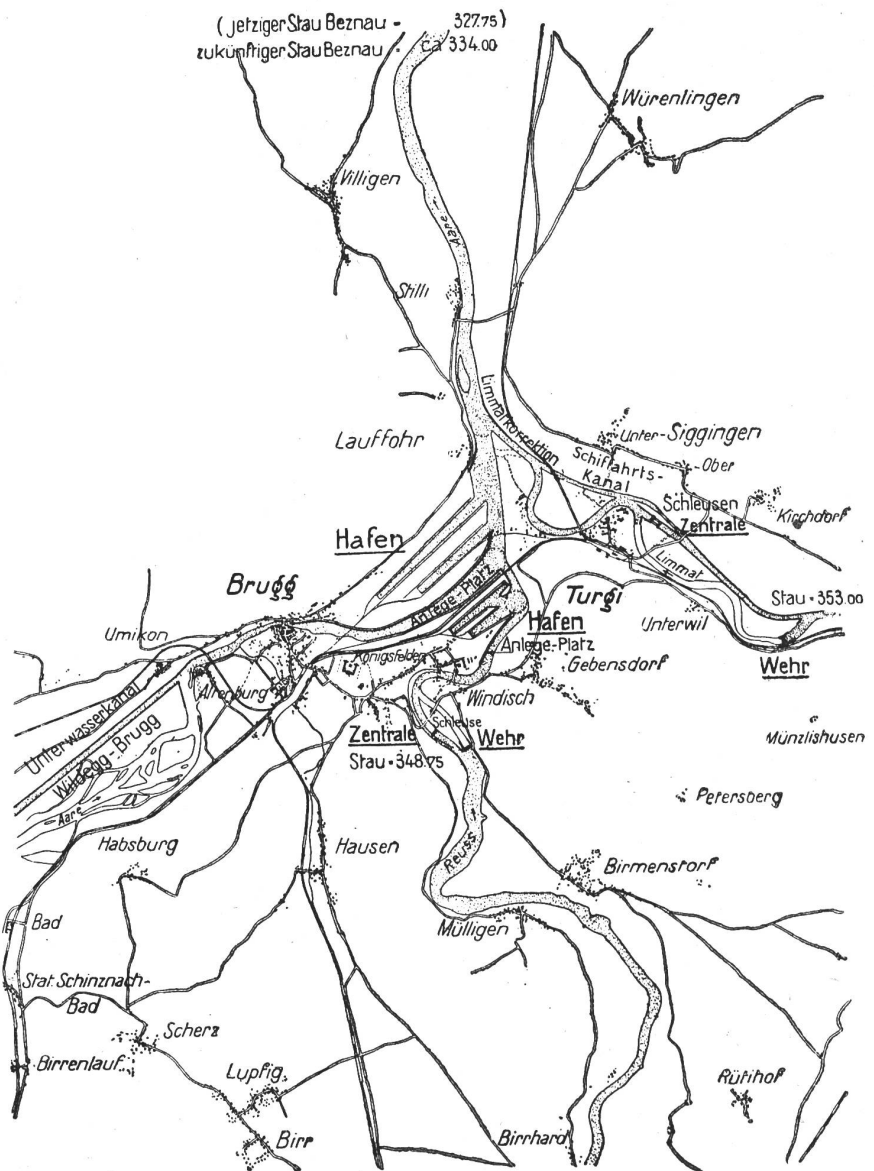 (jetziger Stau Beznau - 327.75)
zukünftiger Stau Beznau : ca 334.00
Würenlingen
Villigen
Aare
Stilli
Limmatkorrektion
Lauffohr
Unter-Siggingen
Schiffahrts-
Kanal
-Ober
Schleusen
Zentrale
Kirchdorf
Hafen
Limmat
Brugg
Anlege-Platz
Turgi
Stau = 353.00
Umikon
Hafen
Unterwil
Anlege-Platz
Königsfelden
Gebensdorf
Wehr
Altenburg
Windisch
Unterwasserkanal
Wildegg-Brugg
Schleuse
Zentrale
Wehr
Münzlishusen
Stau = 348.75
Petersberg
Aare
Habsburg
Hausen
Reuss
Birmenstorf
Bad
Mülligen
Stat. Schinznach-
Bad
Scherz
Birrenlauf
Lupfig
Rütihof
Birr
Birrhard